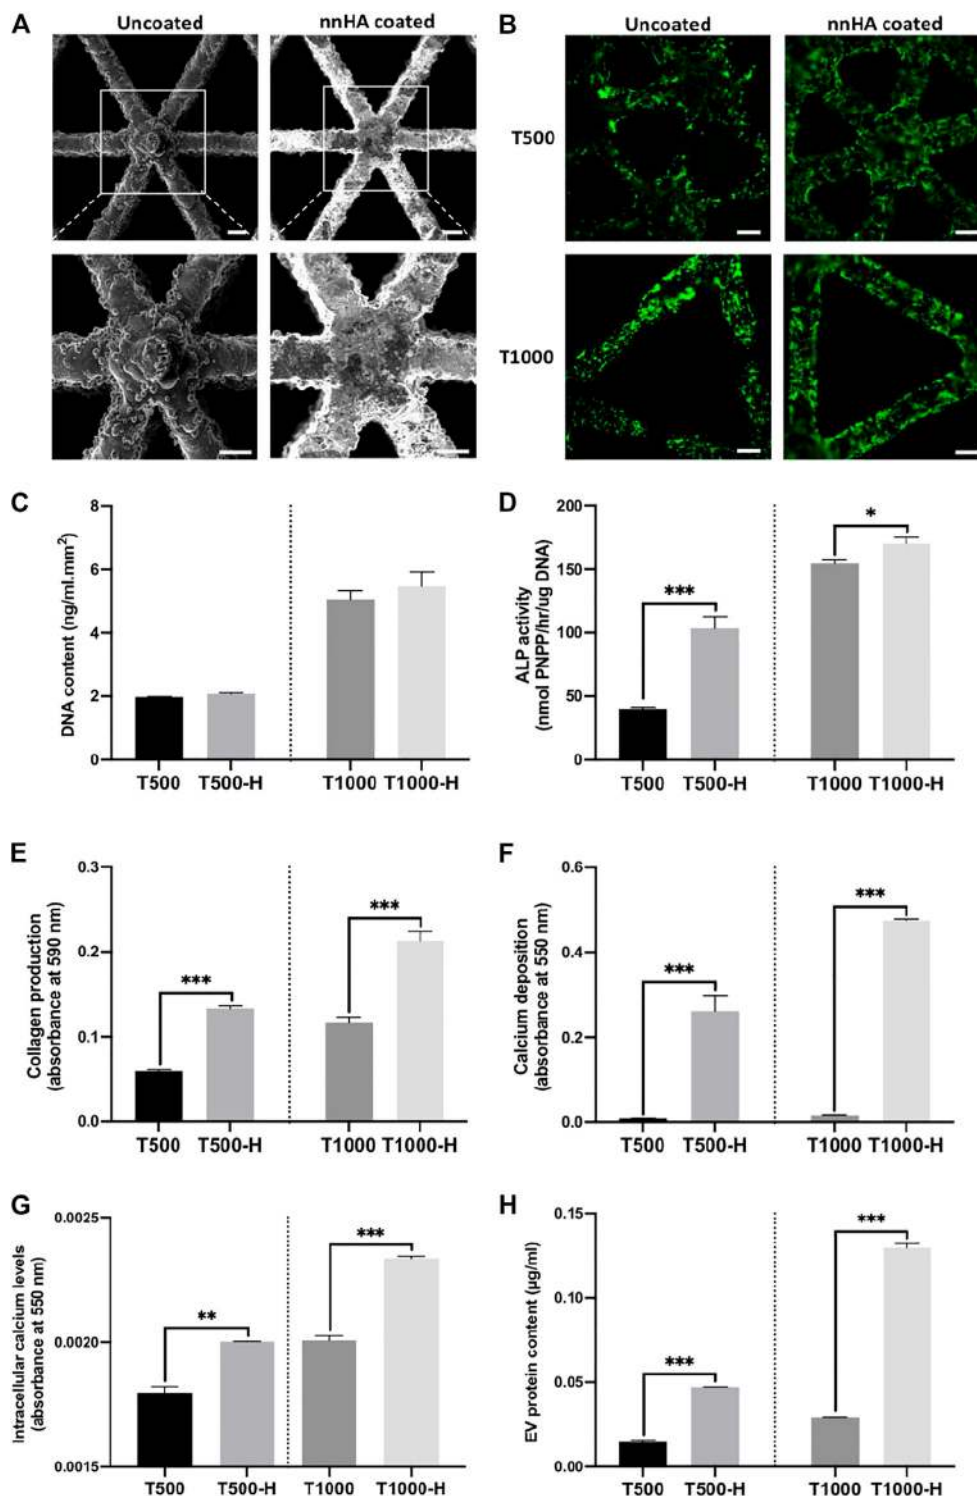 A
Uncoated
nnHA coated
B
Uncoated
nnHA coated
T500
T1000
C
DNA content (ng/ml.mm²)
8
6
4
2
0
T500
T500-H
T1000
T1000-H
D
ALP activity
(nmol PNPP/hr/ug DNA)
200
150
100
50
0
***
*
T500
T500-H
T1000
T1000-H
E
Collagen production
(absorbance at 590 nm)
0.3
0.2
0.1
0.0
***
***
T500
T500-H
T1000
T1000-H
F
Calcium deposition
(absorbance at 550 nm)
0.6
0.4
0.2
0.0
***
***
T500
T500-H
T1000
T1000-H
G
Intracellular calcium levels
(absorbance at 550 nm)
0.0025
0.0020
0.0015
**
***
T500
T500-H
T1000
T1000-H
H
EV protein content (µg/ml)
0.15
0.10
0.05
0.00
***
***
T500
T500-H
T1000
T1000-H